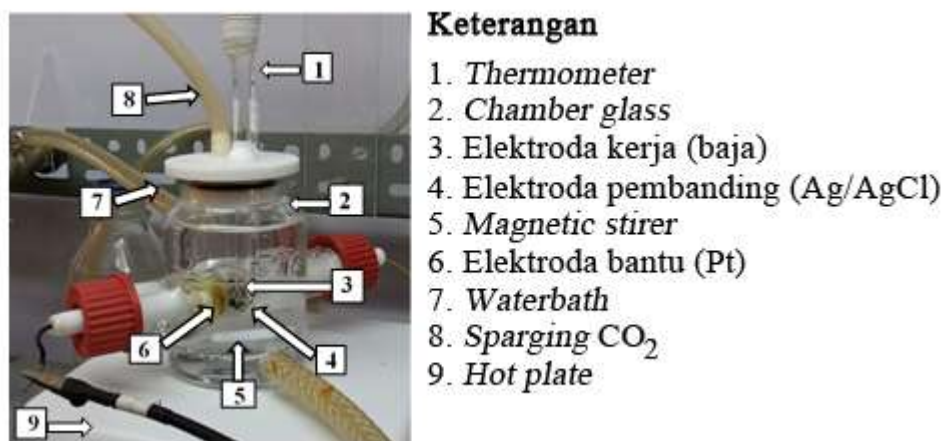 Keterangan
1. Thermometer
2. Chamber glass
3. Elektroda kerja (baja)
4. Elektroda pembanding (Ag/AgCl)
5. Magnetic stirer
6. Elektroda bantu (Pt)
7. Waterbath
8. Sparging CO₂
9. Hot plate
1
8
7
2
3
6
4
5
9